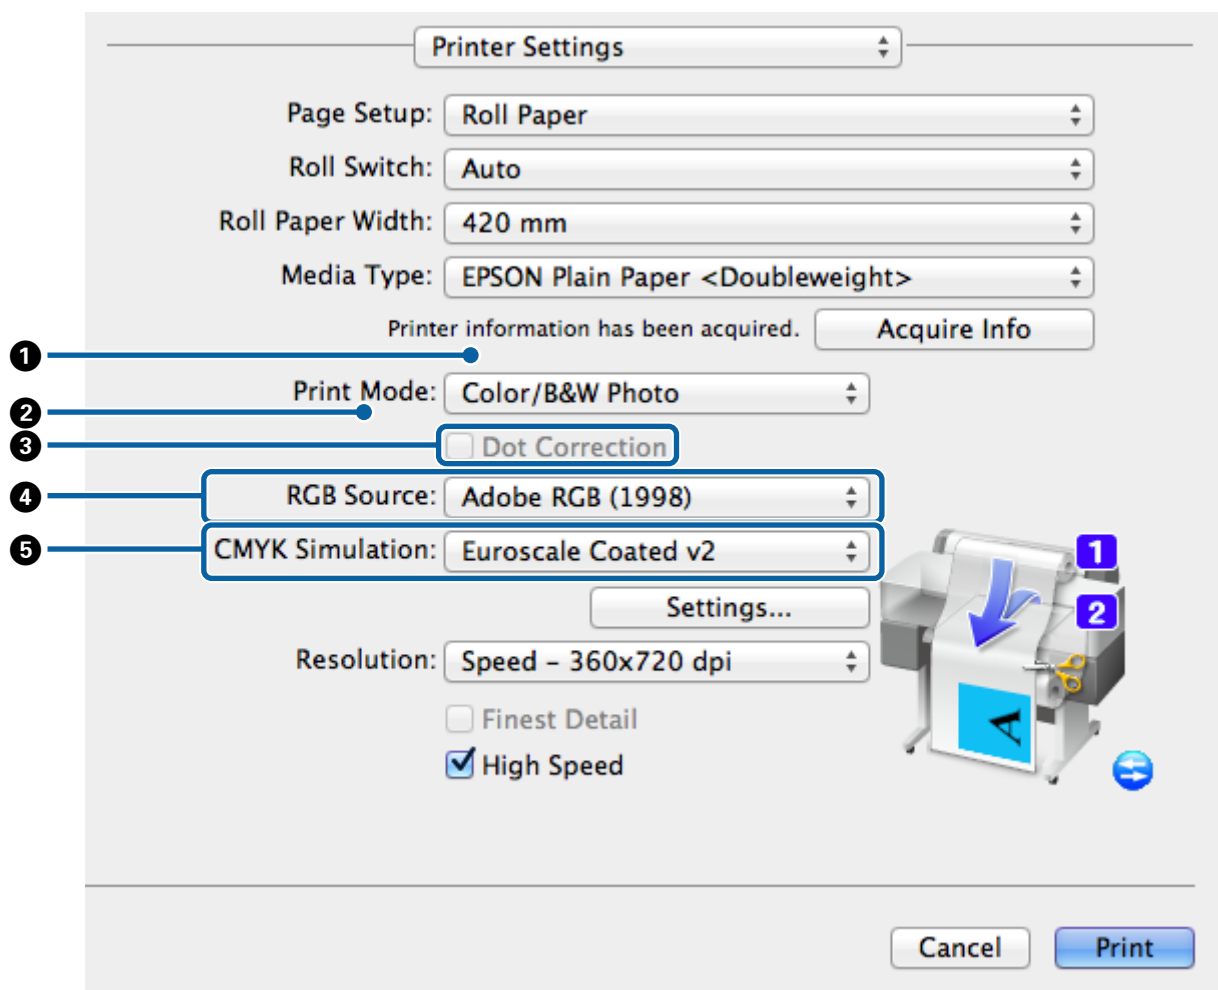 Printer Settings
Page Setup: Roll Paper
Roll Switch: Auto
Roll Paper Width: 420 mm
Media Type: EPSON Plain Paper <Doubleweight>
Printer information has been acquired. Acquire Info
1
Print Mode: Color/B&W Photo
2
3 Dot Correction
4 RGB Source: Adobe RGB (1998)
5 CMYK Simulation: Euroscale Coated v2
1
Settings...
2
Resolution: Speed – 360x720 dpi
Finest Detail
A
High Speed
Cancel Print